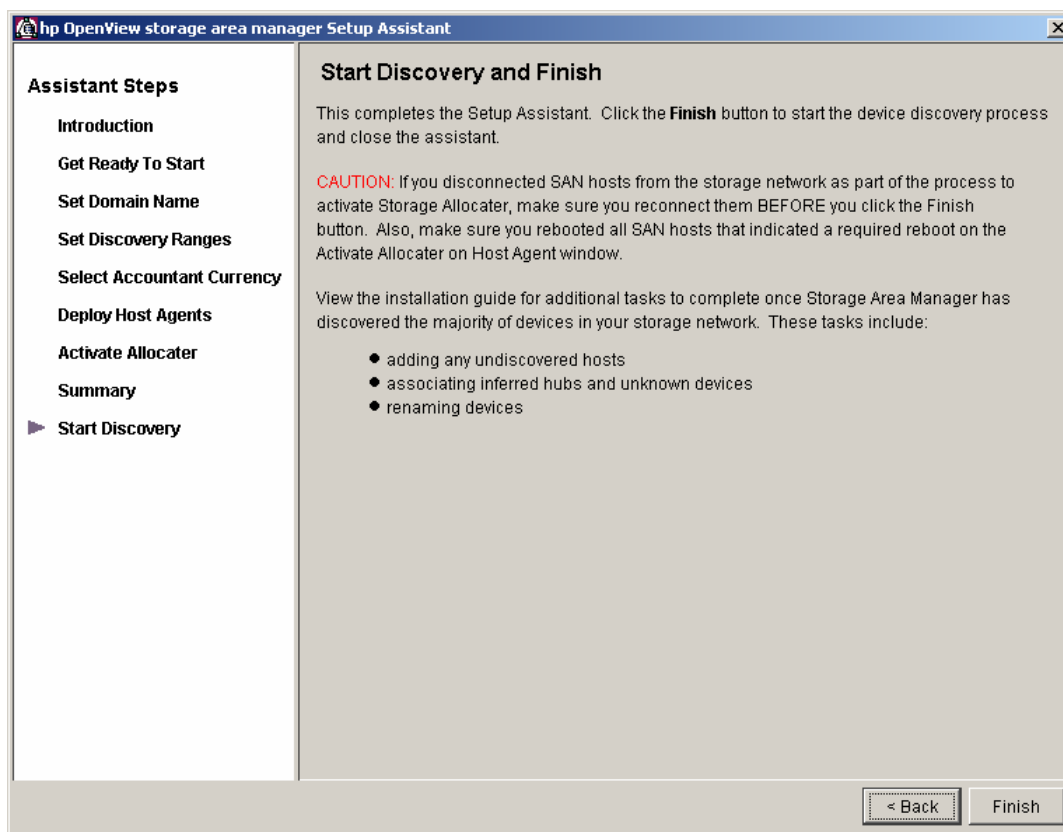 hp OpenView storage area manager Setup Assistant
Assistant Steps
Introduction
Get Ready To Start
Set Domain Name
Set Discovery Ranges
Select Accountant Currency
Deploy Host Agents
Activate Allocater
Summary
Start Discovery
Start Discovery and Finish
This completes the Setup Assistant. Click the Finish button to start the device discovery process
and close the assistant.
CAUTION: If you disconnected SAN hosts from the storage network as part of the process to
activate Storage Allocater, make sure you reconnect them BEFORE you click the Finish
button. Also, make sure you rebooted all SAN hosts that indicated a required reboot on the
Activate Allocater on Host Agent window.
View the installation guide for additional tasks to complete once Storage Area Manager has
discovered the majority of devices in your storage network. These tasks include:
● adding any undiscovered hosts
● associating inferred hubs and unknown devices
● renaming devices
< Back
Finish